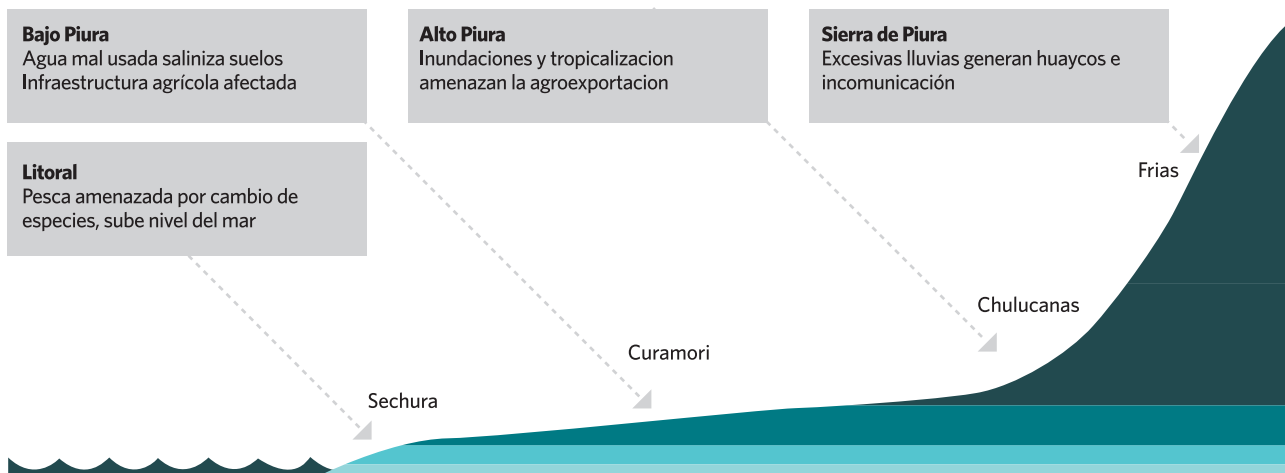 Bajo Piura
Agua mal usada saliniza suelos
Infraestructura agrícola afectada
Alto Piura
Inundaciones y tropicalizacion
amenazan la agroexportacion
Sierra de Piura
Excesivas lluvias generan huaycos e
incomunicación
Litoral
Pesca amenazada por cambio de
especies, sube nivel del mar
Frias
Chulucanas
Curamori
Sechura